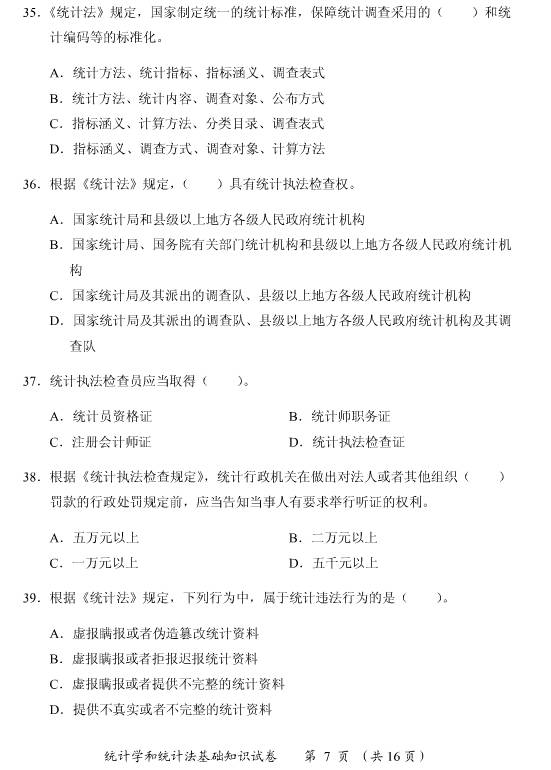 35.《统计法》规定，国家制定统一的统计标准，保障统计调查采用的（　　）和统
计编码等的标准化。
A．统计方法、统计指标、指标涵义、调查表式
B．统计方法、统计内容、调查对象、公布方式
C．指标涵义、计算方法、分类目录、调查表式
D．指标涵义、调查方式、调查对象、计算方法
36．根据《统计法》规定，（　　）具有统计执法检查权。
A．国家统计局和县级以上地方各级人民政府统计机构
B．国家统计局、国务院有关部门统计机构和县级以上地方各级人民政府统计机
构
C．国家统计局及其派出的调查队、县级以上地方各级人民政府统计机构
D．国家统计局及其派出的调查队、县级以上地方各级人民政府统计机构及其调
查队
37．统计执法检查员应当取得（　　）。
A．统计员资格证　　B．统计师职务证
C．注册会计师证　　D．统计执法检查证
38．根据《统计执法检查规定》，统计行政机关在做出对法人或者其他组织（　　）
罚款的行政处罚规定前，应当告知当事人有要求举行听证的权利。
A．五万元以上　　B．二万元以上
C．一万元以上　　D．五千元以上
39．根据《统计法》规定，下列行为中，属于统计违法行为的是（　　）。
A．虚报瞒报或者伪造篡改统计资料
B．虚报瞒报或者拒报迟报统计资料
C．虚报瞒报或者提供不完整的统计资料
D．提供不真实或者不完整的统计资料
统计学和统计法基础知识试卷　　第 7 页 （共 16 页）